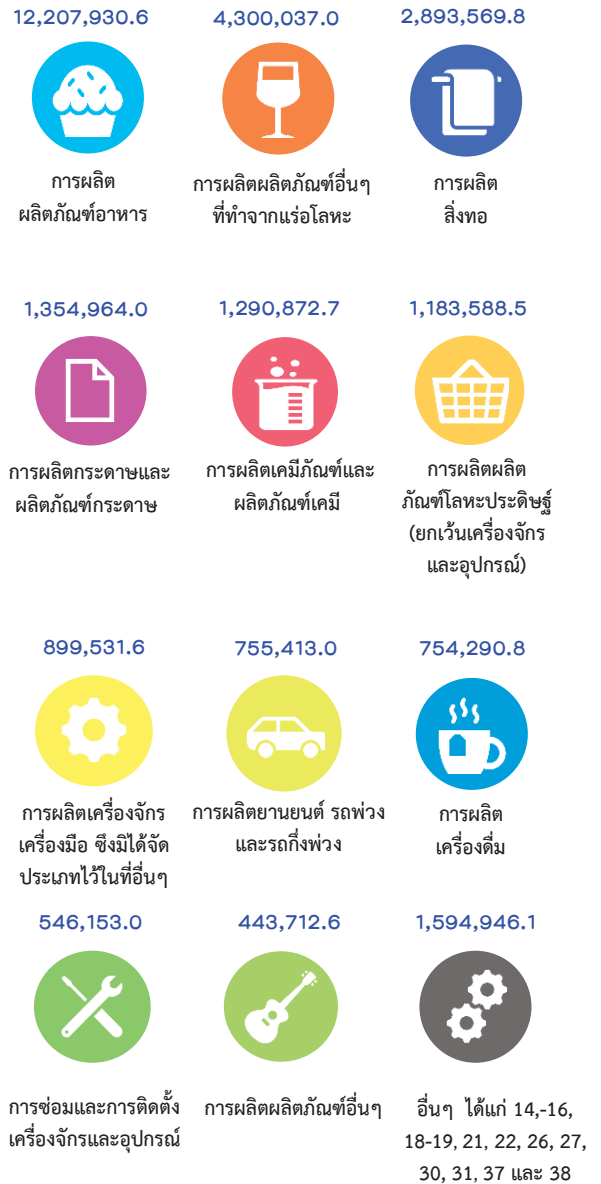 12,207,930.6 4,300,037.0 2,893,569.8
การผลิต
ผลิตภัณฑ์อาหาร
การผลิตผลิตภัณฑ์อื่นๆ
ที่ทำจากแร่อโลหะ
การผลิต
สิ่งทอ
1,354,964.0 1,290,872.7 1,183,588.5
การผลิตกระดาษและ
ผลิตภัณฑ์กระดาษ
การผลิตเคมีภัณฑ์และ
ผลิตภัณฑ์เคมี
การผลิตผลิต
ภัณฑ์โลหะประดิษฐ์
(ยกเว้นเครื่องจักร
และอุปกรณ์)
899,531.6 755,413.0 754,290.8
การผลิตเครื่องจักร
เครื่องมือ ซึงมิได้จัด
ประเภทไว้ในที่อื่นๆ
การผลิตยานยนต์ รถพ่วง
และรถกึ่งพ่วง
การผลิต
เครื่องดื่ม
546,153.0 443,712.6 1,594,946.1
การซ่อมและการติดตั้ง
เครื่องจักรและอุปกรณ์
การผลิตผลิตภัณฑ์อื่นๆ
อื่นๆ ได้แก่ 14,-16,
18-19, 21, 22, 26, 27,
30, 31, 37 และ 38